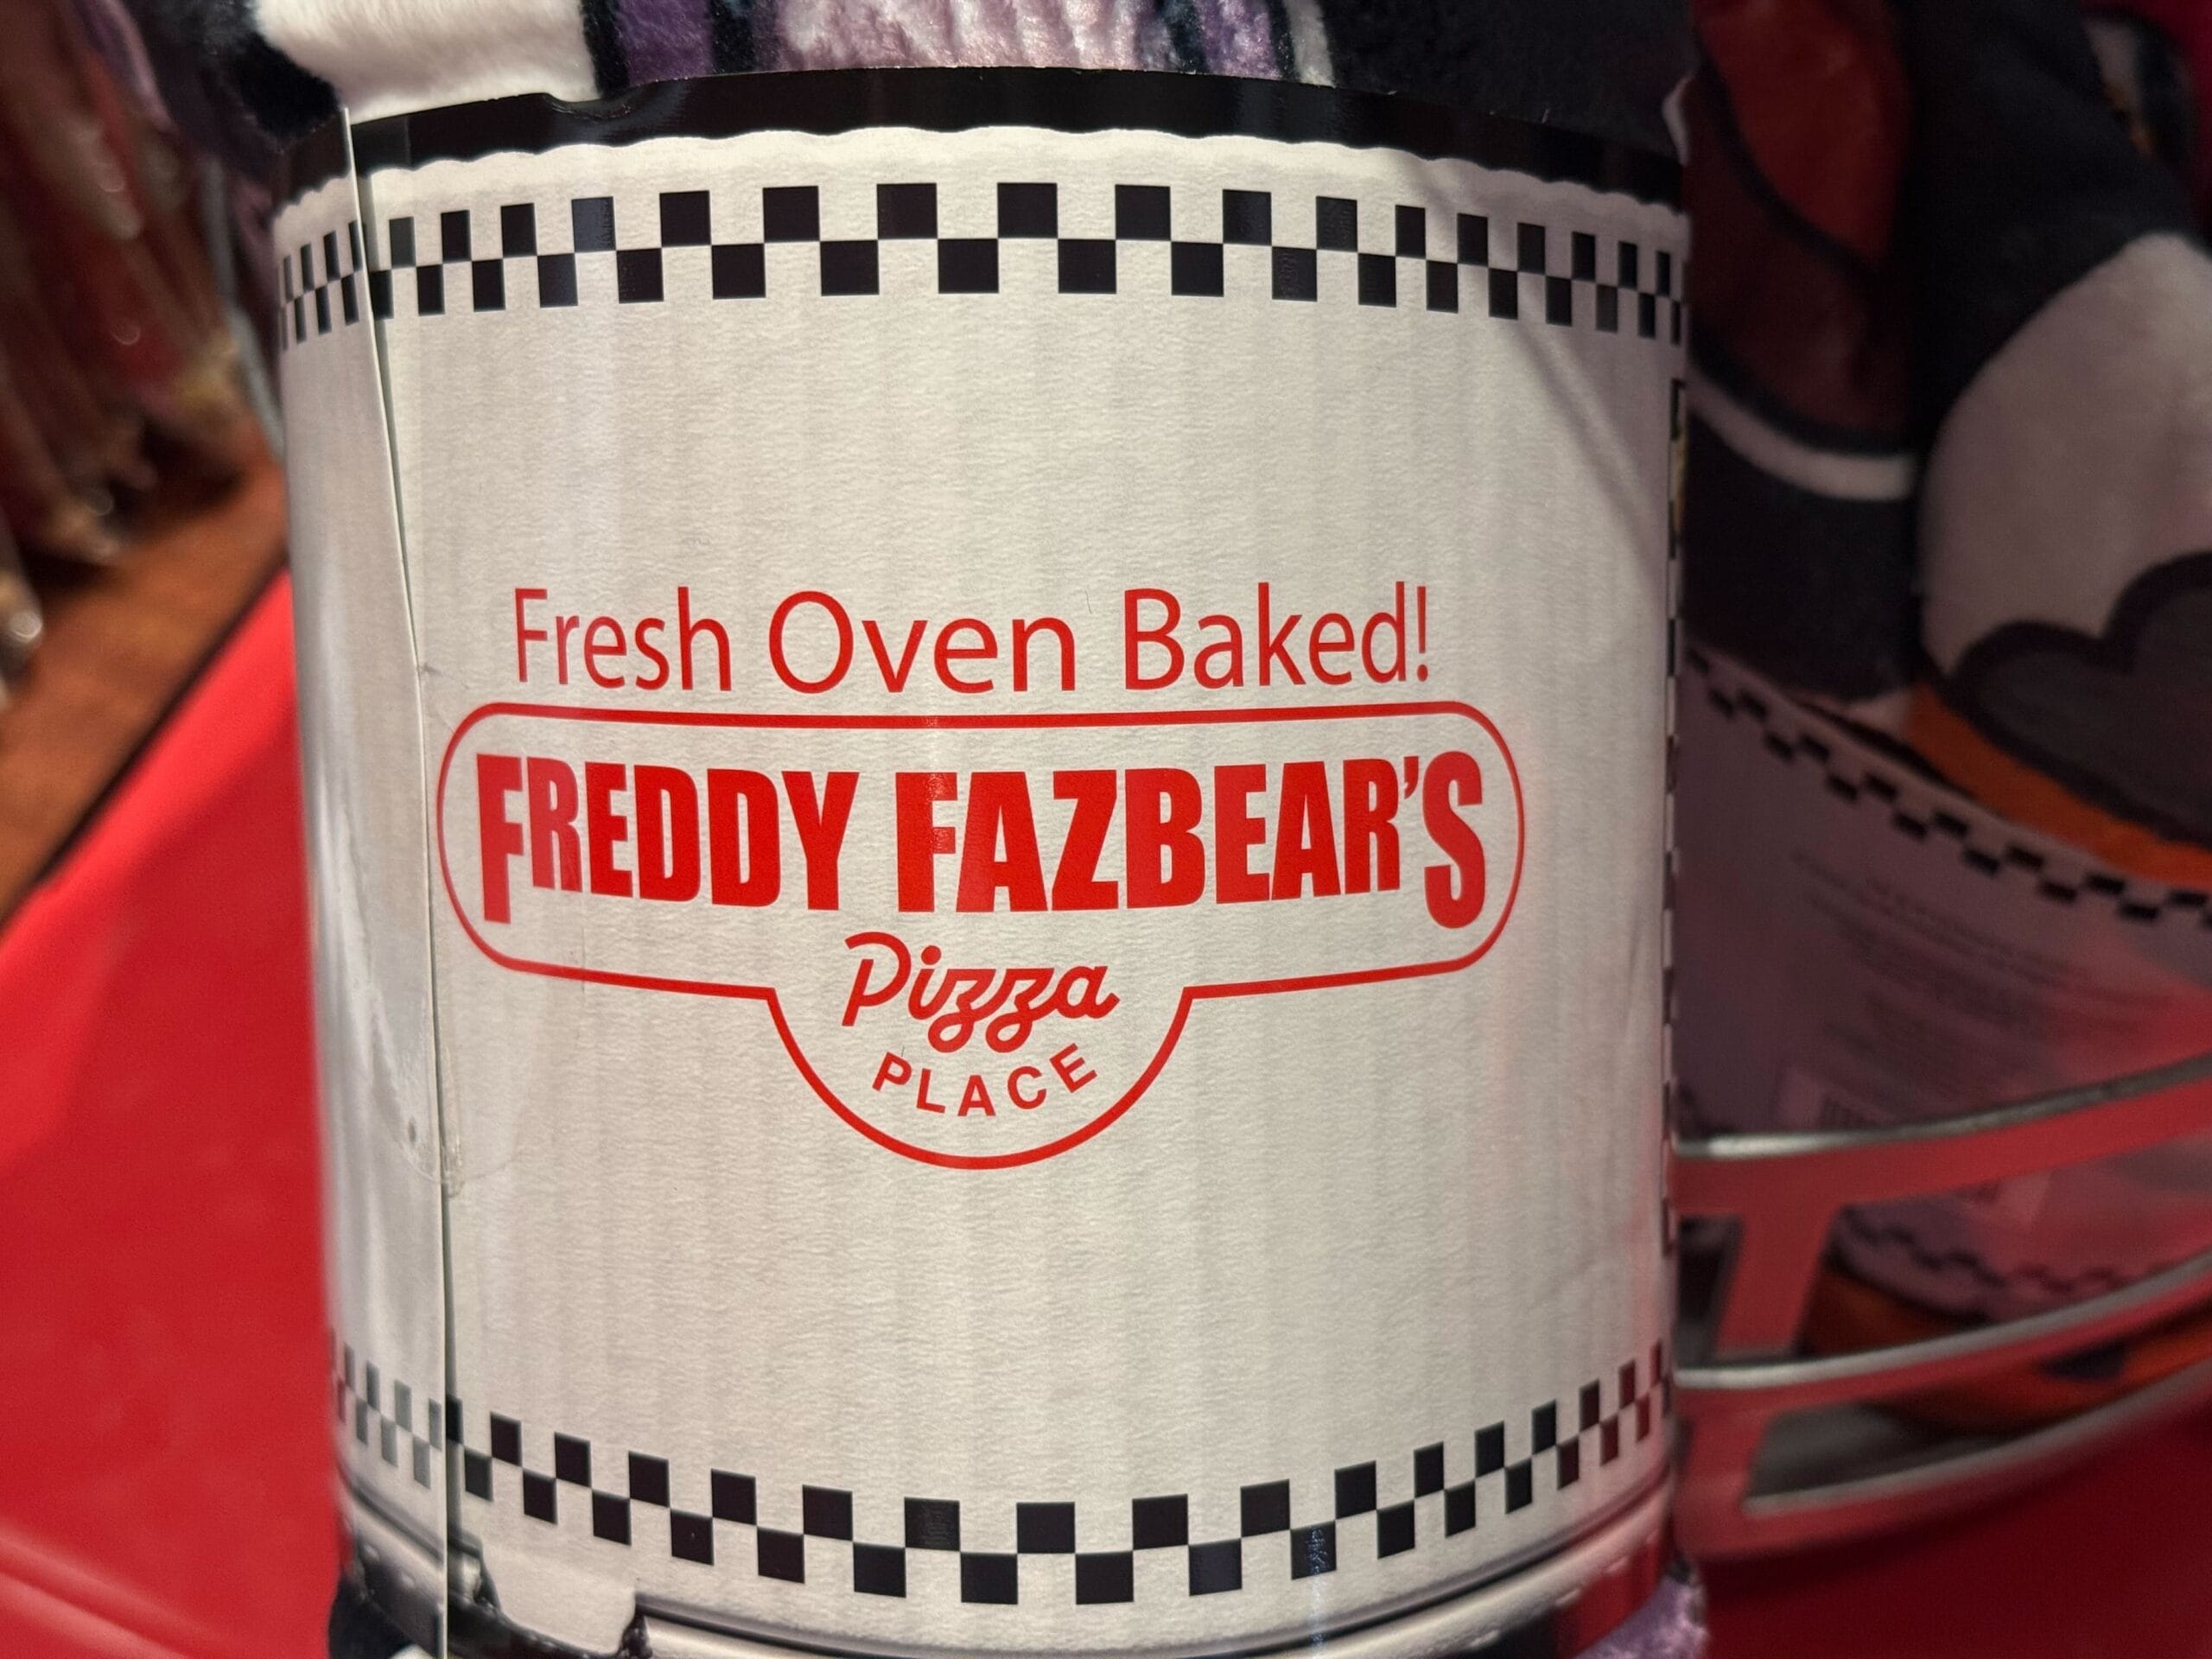 Fresh Oven Baked!
FREDDY FAZBEAR'S
Pizza
PLACE